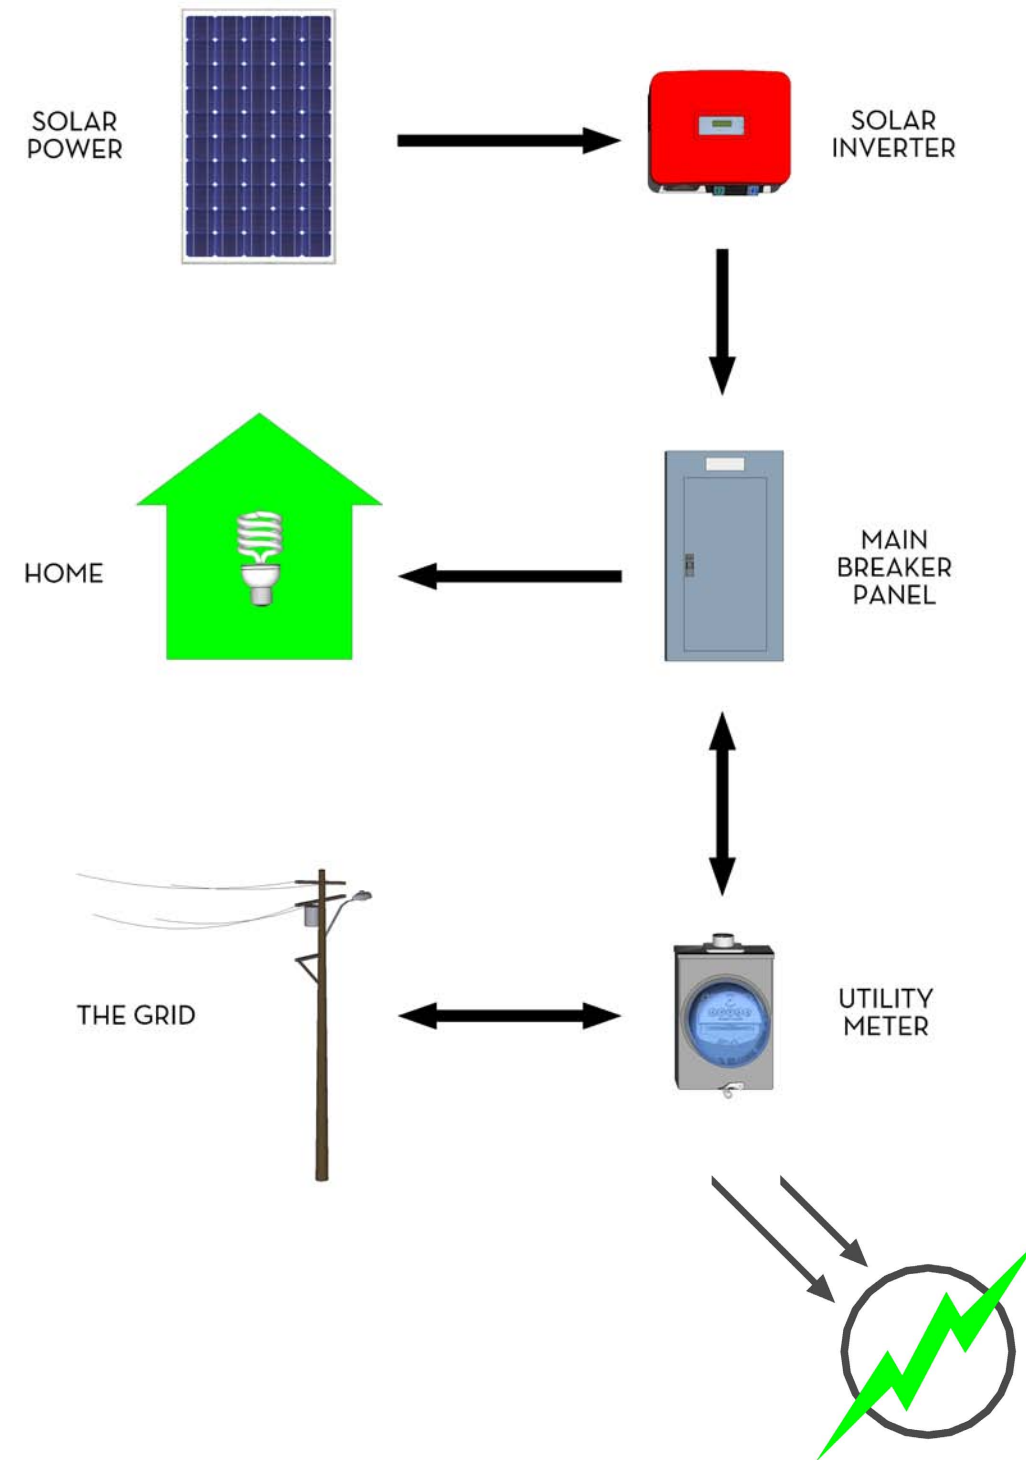 SOLAR
POWER
SOLAR
INVERTER
HOME
MAIN
BREAKER
PANEL
THE GRID
UTILITY
METER